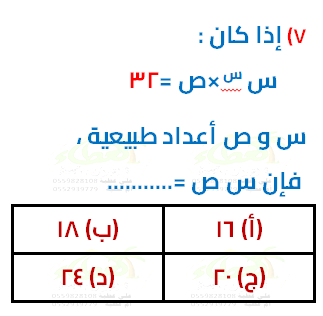 ٧) إذا كان :
س س × ص = ٣٢
س و ص أعداد طبيعية ،
فإن س ص = ...........
(أ) ١٦ (ب) ١٨
(ج) ٢٠ (د) ٢٤